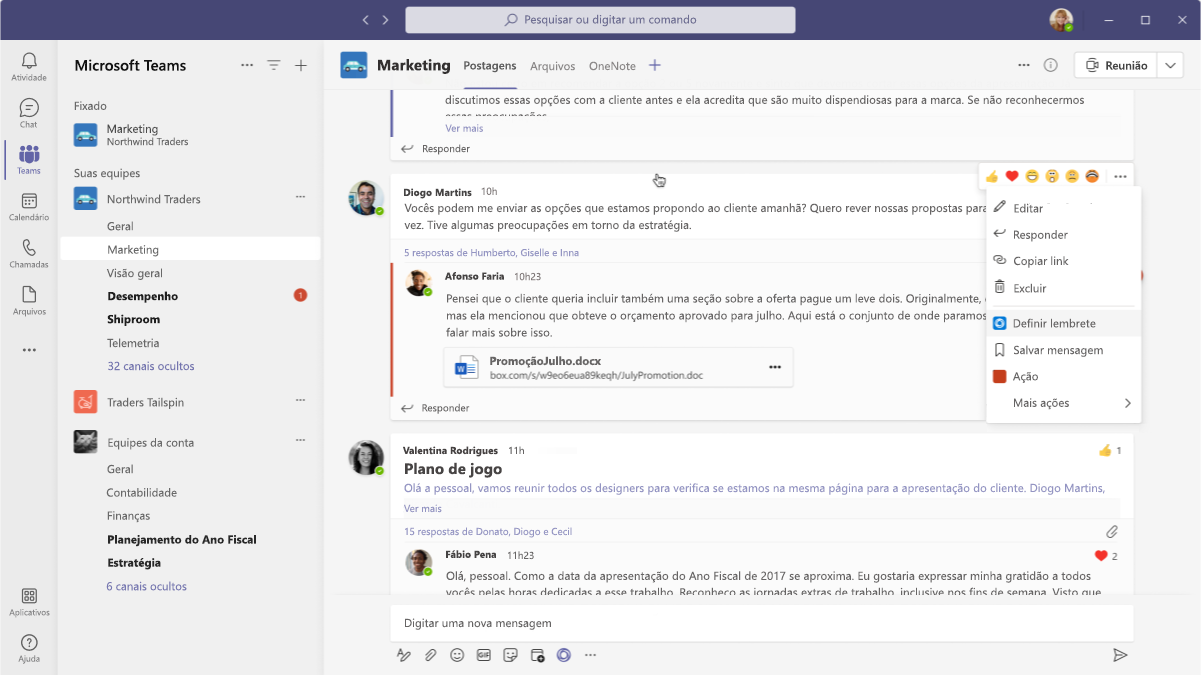 Pesquisar ou digitar um comando
Atividade
Chat
Teams
Calendário
Chamadas
Arquivos
Aplicativos
Ajuda
Microsoft Teams
Fixado
Marketing
Northwind Traders
Suas equipes
Northwind Traders
Geral
Marketing
Visão geral
Desempenho
1
Shiproom
Telemetria
32 canais ocultos
Traders Tailspin
Equipes da conta
Geral
Contabilidade
Finanças
Planejamento do Ano Fiscal
Estratégia
6 canais ocultos
Marketing Postagens Arquivos OneNote
Reunião
discutimos essas opções com a cliente antes e ela acredita que são muito dispendiosas para a marca. Se não reconhecermos
essas preocupações
Ver mais
Responder
Diogo Martins 10h
Vocês podem me enviar as opções que estamos propondo ao cliente amanhã? Quero rever nossas propostas para
vez. Tive algumas preocupações em torno da estratégia.
5 respostas de Humberto, Giselle e Inna
Afonso Faria 10h23
Pensei que o cliente queria incluir também uma seção sobre a oferta pague um leve dois. Originalmente,
mas ela mencionou que obteve o orçamento aprovado para julho. Aqui está o conjunto de onde paramos
falar mais sobre isso.
PromoçãoJulho.docx
box.com/s/w9eo6eua89keqh/JulyPromotion.doc
Responder
Editar
Responder
Copiar link
Excluir
Definir lembrete
Salvar mensagem
Ação
Mais ações
Valentina Rodrigues 11h
1
Plano de jogo
Olá a pessoal, vamos reunir todos os designers para verifica se estamos na mesma página para a apresentação do cliente. Diogo Martins,
Ver mais
15 respostas de Donato, Diogo e Cecil
Fábio Pena 11h23
2
Olá, pessoal. Como a data da apresentação do Ano Fiscal de 2017 se aproxima. Eu gostaria expressar minha gratidão a todos
vocês pelas horas dedicadas a esse trabalho. Reconheço as jornadas extras de trabalho, inclusive nos fins de semana. Visto que
Digitar uma nova mensagem
GIF